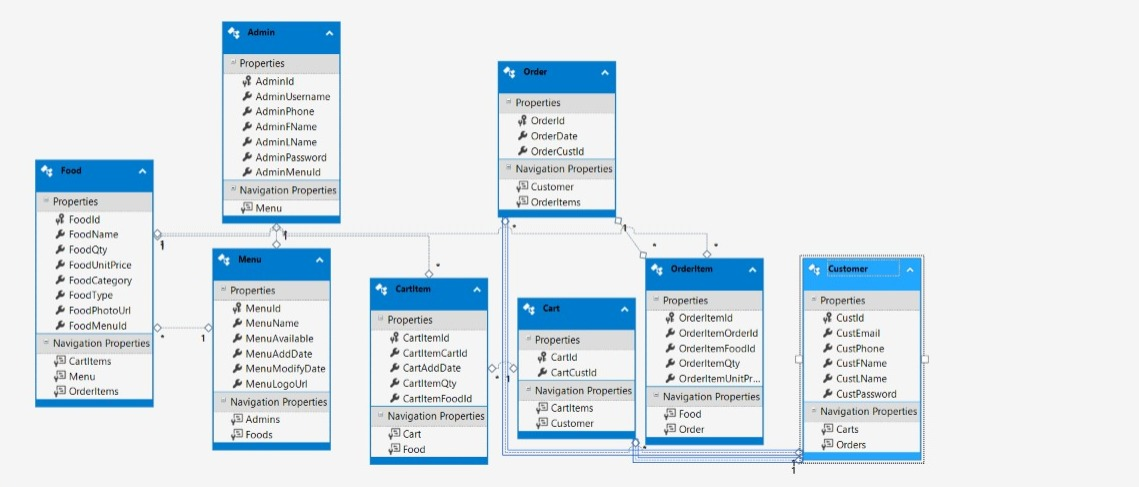 Admin
Properties
AdminId
AdminUsername
AdminPhone
AdminFName
AdminLName
AdminPassword
AdminMenuId
Navigation Properties
Menu
Order
Properties
OrderId
OrderDate
OrderCustId
Navigation Properties
Customer
OrderItems
Food
Properties
FoodId
FoodName
FoodQty
FoodUnitPrice
FoodCategory
FoodType
FoodPhotoUrl
FoodMenuId
Navigation Properties
CartItems
Menu
OrderItems
1
*
1
*
1
*
*
*
1
Menu
Properties
MenuId
MenuName
MenuAvailable
MenuAddDate
MenuModifyDate
MenuLogoUrl
Navigation Properties
Admins
Foods
CartItem
Properties
CartItemId
CartItemCartId
CartAddDate
CartItemQty
CartItemFoodId
Navigation Properties
Cart
Food
* 1
Cart
Properties
CartId
CartCustId
Navigation Properties
CartItems
Customer
*
OrderItem
Properties
OrderItemId
OrderItemOrderId
OrderItemFoodId
OrderItemQty
OrderItemUnitPr...
Navigation Properties
Food
Order
Customer
Properties
CustId
CustEmail
CustPhone
CustFName
CustLName
CustPassword
Navigation Properties
Carts
Orders
1